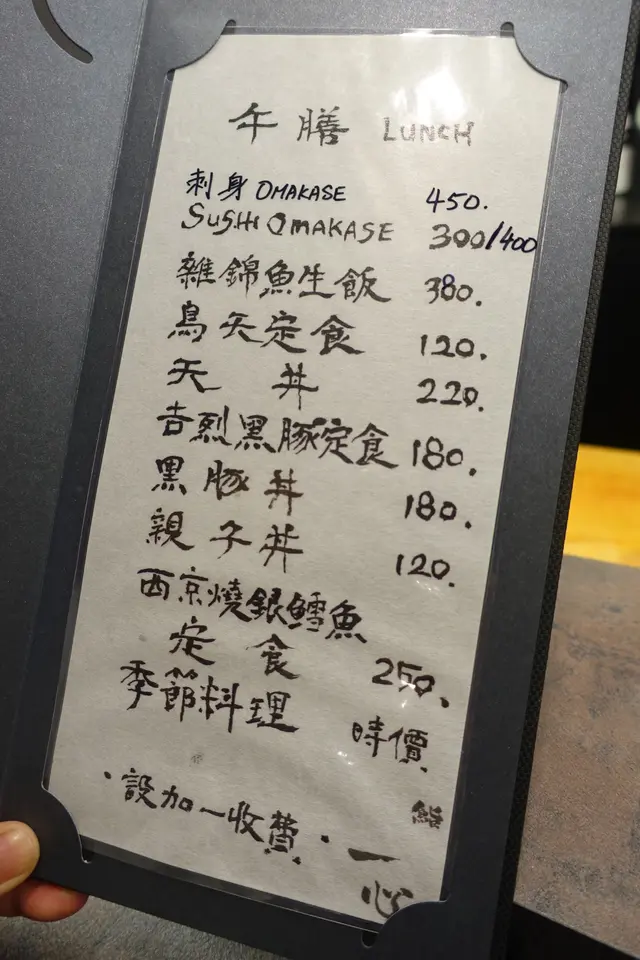 午膳 LUNCH
刺身 OMAKASE 450.
SUSHI OMAKASE 300/400
雜錦魚生飯 380.
鳥天定食 120.
天丼 220.
吉烈黑豚定食 180.
黑豚丼 180.
親子丼 120.
西京燒銀鱈魚
定食 250.
季節料理 時價
·設加一收費·
鮨
一
心